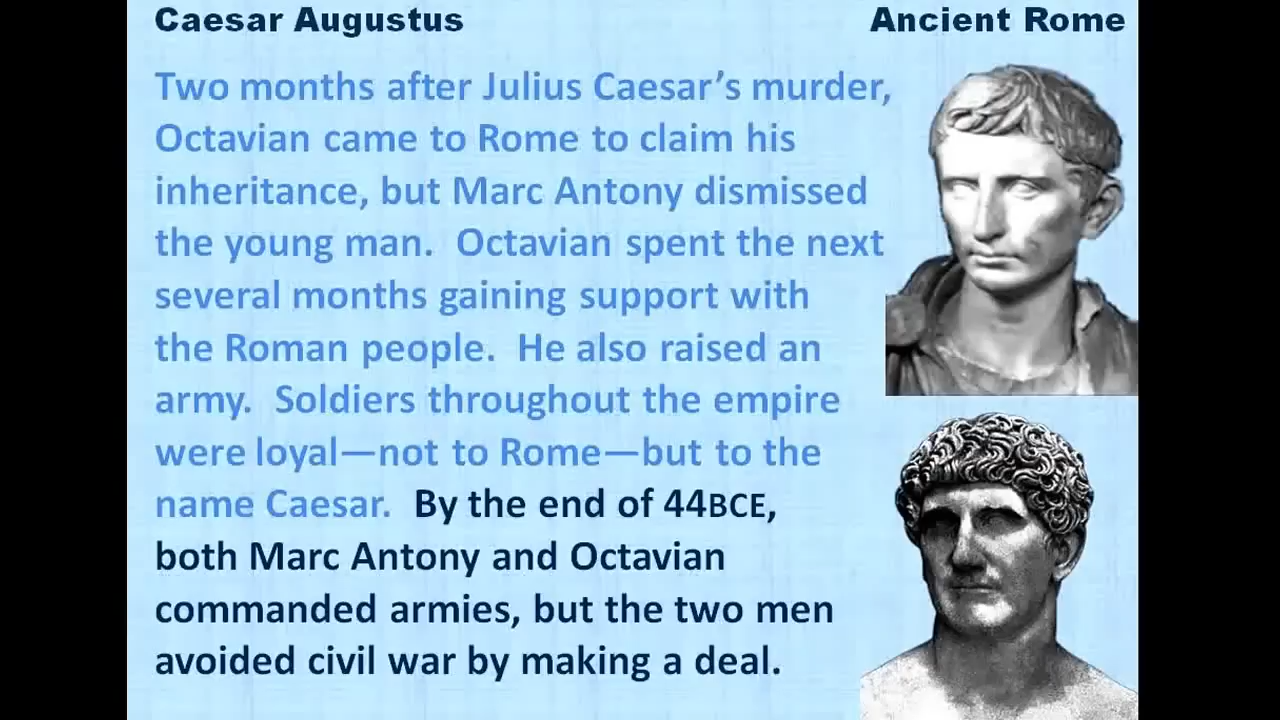 Caesar Augustus
Ancient Rome
Two months after Julius Caesar’s murder,
Octavian came to Rome to claim his
inheritance, but Marc Antony dismissed
the young man.  Octavian spent the next
several months gaining support with
the Roman people.  He also raised an
army.  Soldiers throughout the empire
were loyal—not to Rome—but to the
name Caesar.  By the end of 44BCE,
both Marc Antony and Octavian
commanded armies, but the two men
avoided civil war by making a deal.